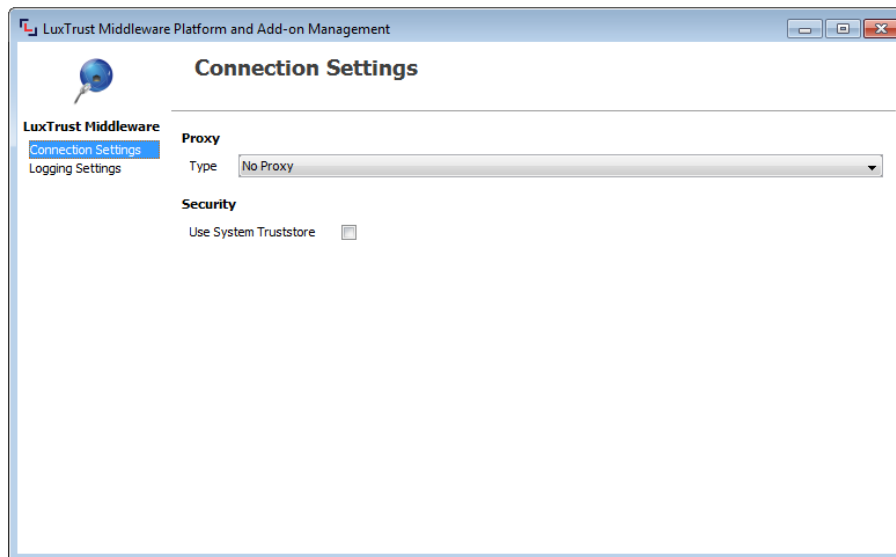 LuxTrust Middleware Platform and Add-on Management
Connection Settings
LuxTrust Middleware
Connection Settings
Logging Settings
Proxy
Type No Proxy
Security
Use System Truststore